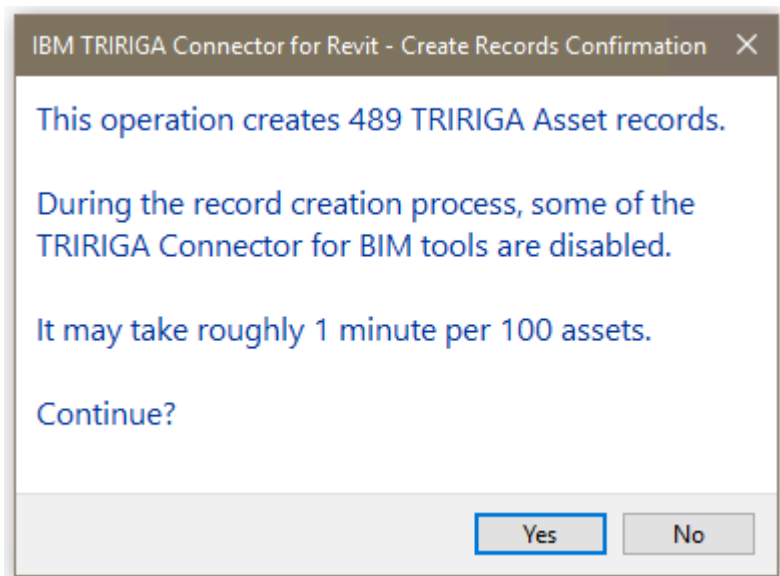 IBM TRIRIGA Connector for Revit - Create Records Confirmation
This operation creates 489 TRIRIGA Asset records.
During the record creation process, some of the
TRIRIGA Connector for BIM tools are disabled.
It may take roughly 1 minute per 100 assets.
Continue?
Yes
No